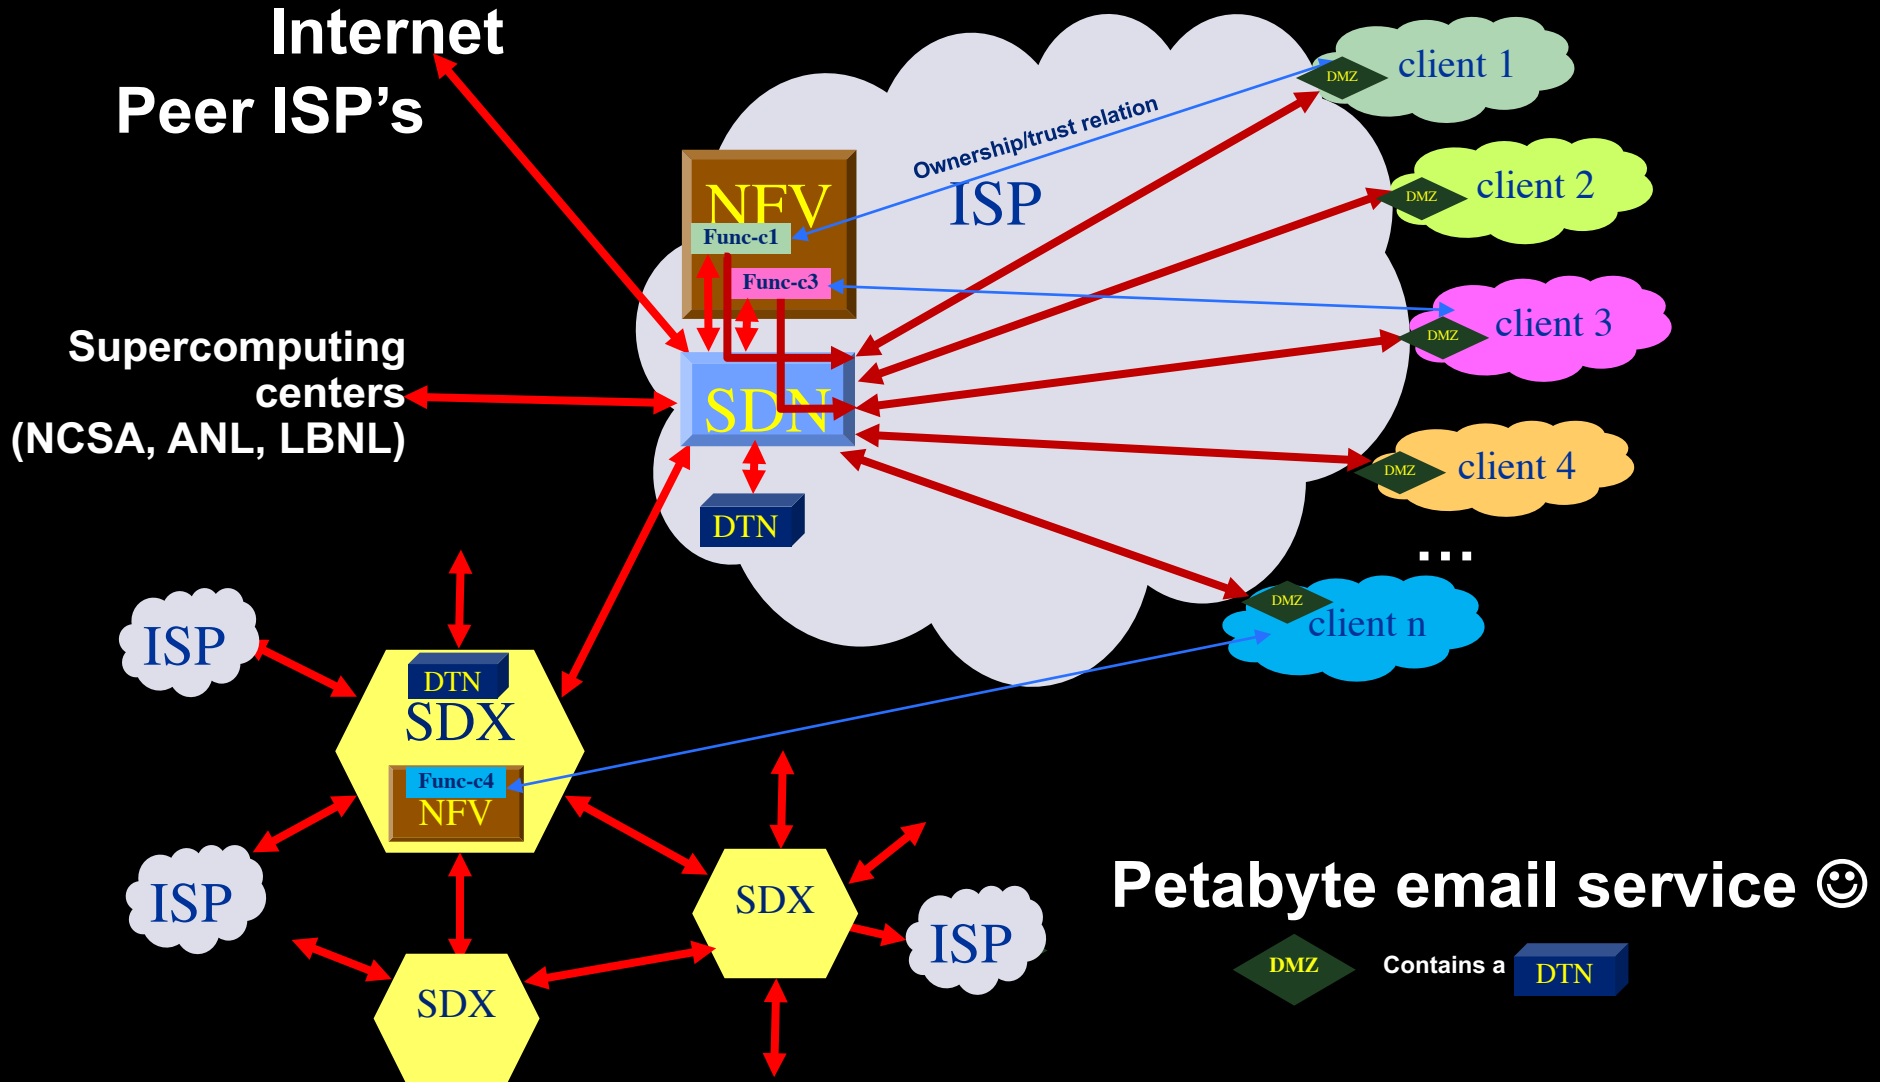 Internet
Peer ISP’s
Supercomputing
centers
(NCSA, ANL, LBNL)
NFV
Func-c1
Func-c3
SDN
DTN
Ownership/trust relation
ISP
DMZ
client 1
DMZ
client 2
DMZ
client 3
DMZ
client 4
...
DMZ
client n
ISP
DTN
SDX
Func-c4
NFV
ISP
SDX
SDX
ISP
Petabyte email service ☺
DMZ
Contains a
DTN